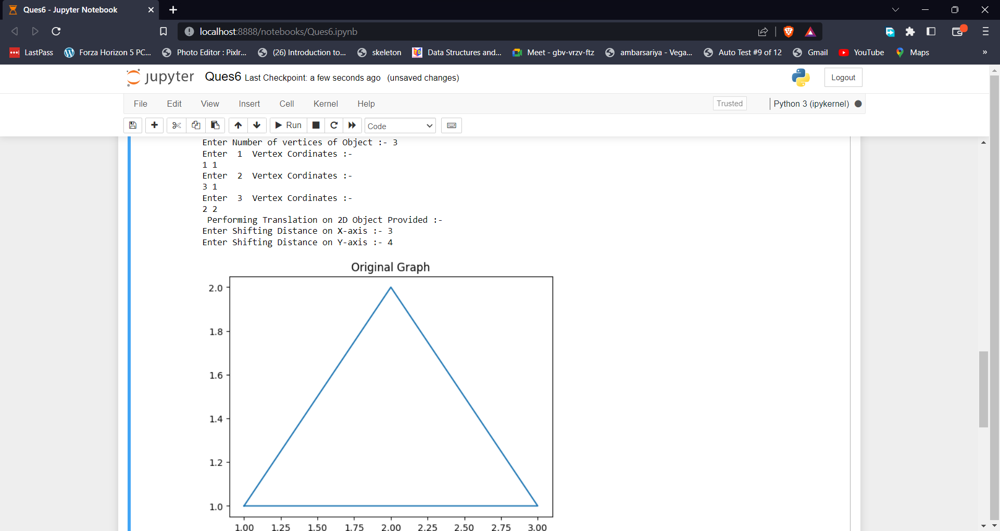 Ques6 - Jupyter Notebook
localhost:8888/notebooks/Ques6.ipynb
LastPass Forza Horizon 5 PC... Photo Editor : Pixlr... (26) Introduction to... skeleton Data Structures and... Meet - gbv-vrzv-ftz ambarsariya - Vega... Auto Test #9 of 12 Gmail YouTube Maps »
jupyter Ques6 Last Checkpoint: a few seconds ago (unsaved changes) Logout
File Edit View Insert Cell Kernel Help Trusted Python 3 (ipykernel)
Run Code
Enter Number of vertices of Object :- 3
Enter 1 Vertex Cordinates :-
1 1
Enter 2 Vertex Cordinates :-
3 1
Enter 3 Vertex Cordinates :-
2 2
Performing Translation on 2D Object Provided :-
Enter Shifting Distance on X-axis :- 3
Enter Shifting Distance on Y-axis :- 4
Original Graph
2.0
1.8
1.6
1.4
1.2
1.0
1.00 1.25 1.50 1.75 2.00 2.25 2.50 2.75 3.00